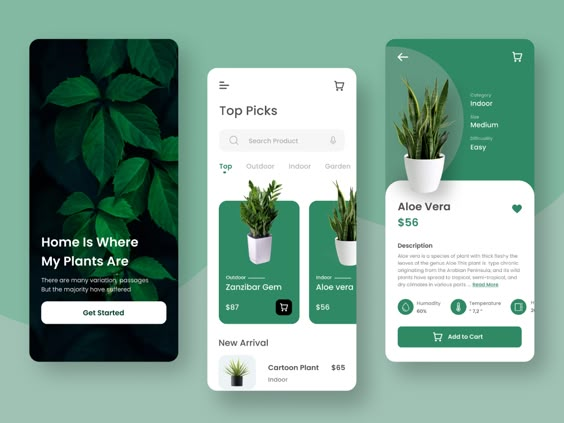 Home Is Where
My Plants Are
There are many variation, passages
But the majority have suffered
Get Started
Top Picks
Search Product
Top Outdoor Indoor Garden
Outdoor
Zanzibar Gem
$87
Indoor
Aloe vera
$56
New Arrival
Cartoon Plant $65
Indoor
Category
Indoor
Size
Medium
Difficulty
Easy
Aloe Vera
$56
Description
Aloe vera is a species of plant with thick fleshy the
leaves of the genus Aloe.This plant is type chronic
originating from the Arabian Peninsula, and its wild
plants have spread to tropical, semi-tropical, and
dry climates in various parts ... Read More
Humidity
60%
Temperature
Add to Cart